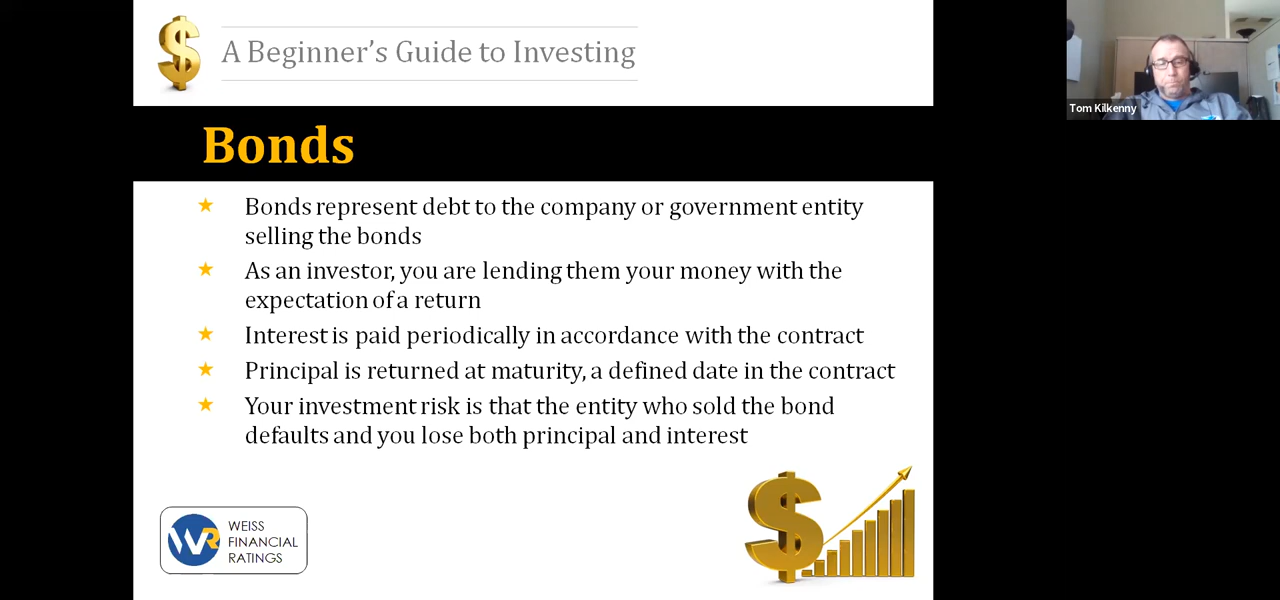 A Beginner's Guide to Investing
Tom Kilkenny
Bonds
Bonds represent debt to the company or government entity
selling the bonds
As an investor, you are lending them your money with the
expectation of a return
Interest is paid periodically in accordance with the contract
Principal is returned at maturity, a defined date in the contract
Your investment risk is that the entity who sold the bond
defaults and you lose both principal and interest
WR
WEISS
FINANCIAL
RATINGS